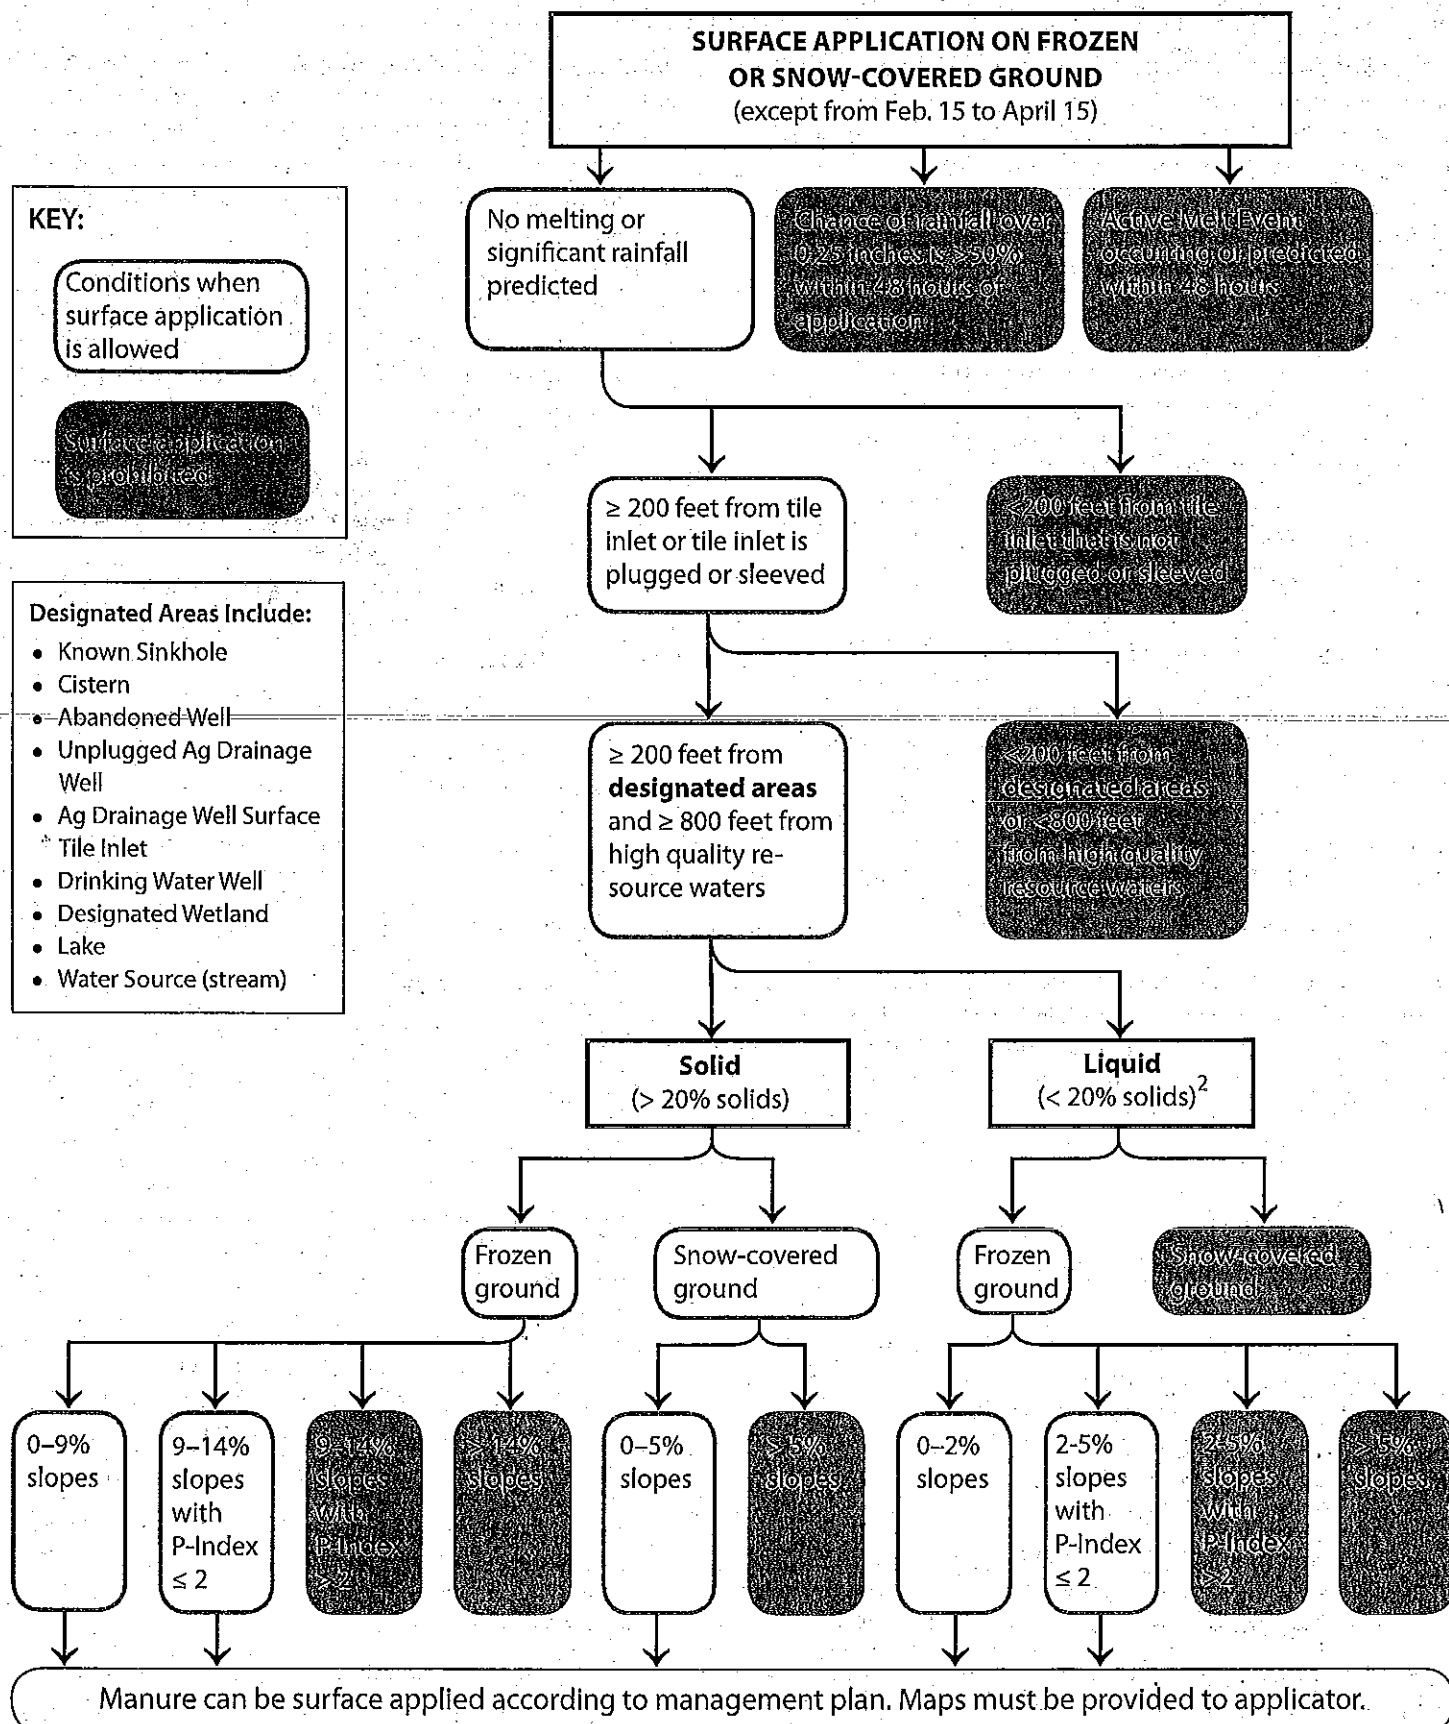 SURFACE APPLICATION ON FROZEN
OR SNOW-COVERED GROUND
(except from Feb. 15 to April 15)
KEY:
Conditions when
surface application
is allowed
Surface application
is prohibited
No melting or
significant rainfall
predicted
Chance of rainfall over
0.25 inches is >50%
within 48 hours of
application
Active Melt Event
occurring or predicted
within 48 hours
≥ 200 feet from tile
inlet or tile inlet is
plugged or sleeved
<200 feet from tile
inlet that is not
plugged or sleeved
Designated Areas Include:
• Known Sinkhole
• Cistern
• Abandoned Well
• Unplugged Ag Drainage
Well
• Ag Drainage Well Surface
Tile Inlet
• Drinking Water Well
• Designated Wetland
• Lake
• Water Source (stream)
≥ 200 feet from
designated areas
and ≥ 800 feet from
high quality re-
source waters
<200 feet from
designated areas
or <800 feet
from high quality
resource waters
Solid
(> 20% solids)
Liquid
(< 20% solids)2
Frozen
ground
Snow-covered
ground
Frozen
ground
Snow-covered
ground
0–9%
slopes
9–14%
slopes
with
P-Index
≤ 2
9–14%
slopes
with
P-Index
>2
> 14%
slopes
0–5%
slopes
> 5%
slopes
0–2%
slopes
2-5%
slopes
with
P-Index
≤ 2
2-5%
slopes
with
P-Index
>2
> 5%
slopes
Manure can be surface applied according to management plan. Maps must be provided to applicator.